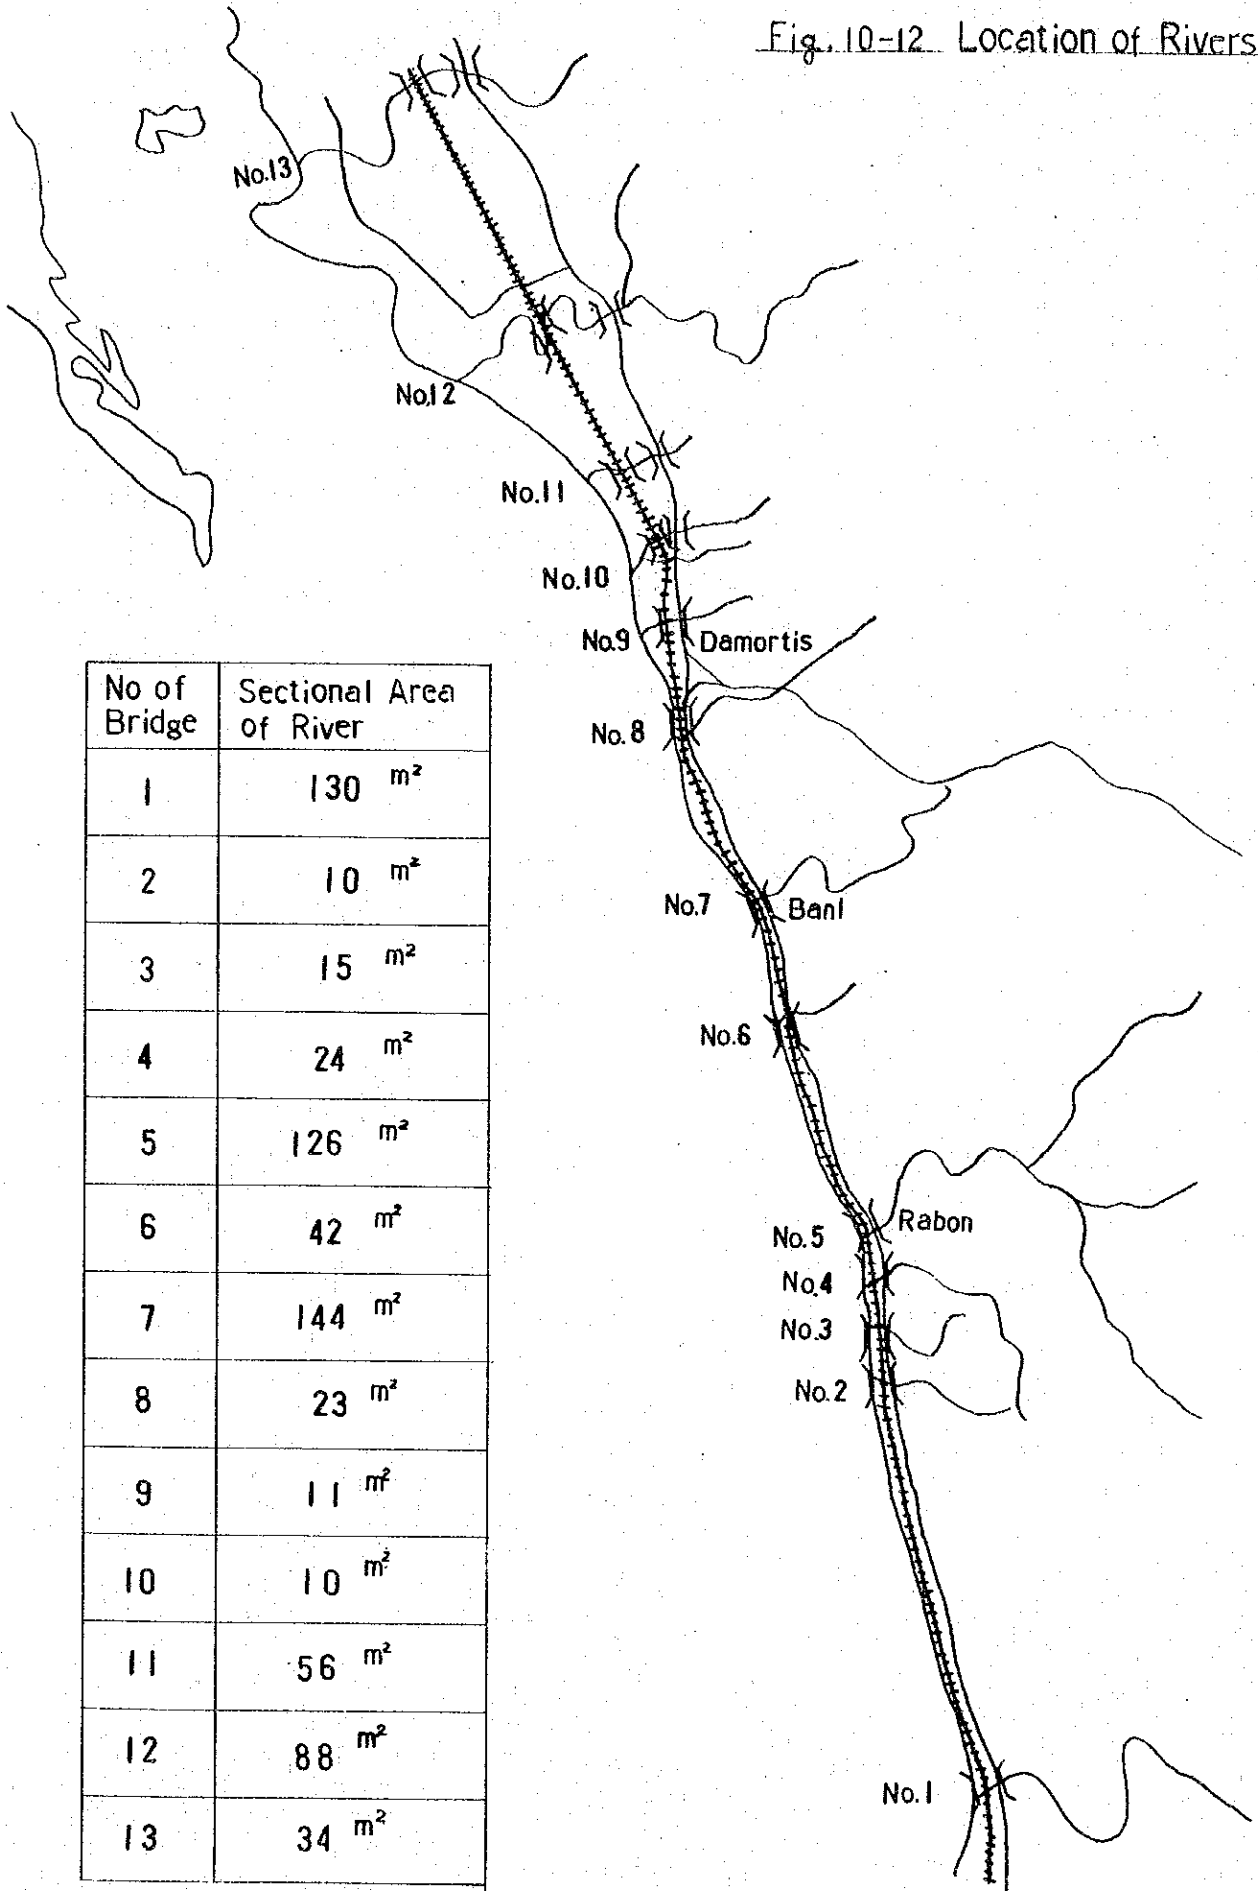 Fig. 10-12 Location of Rivers
No.13
No.12
No.11
No.10
No.9
Damortis
No.8
No.7
Banl
No.6
No.5
Rabon
No.4
No.3
No.2
No.1
No of Bridge
Sectional Area of River
1 130 m²
2 10 m²
3 15 m²
4 24 m²
5 126 m²
6 42 m²
7 144 m²
8 23 m²
9 11 m²
10 10 m²
11 56 m²
12 88 m²
13 34 m²